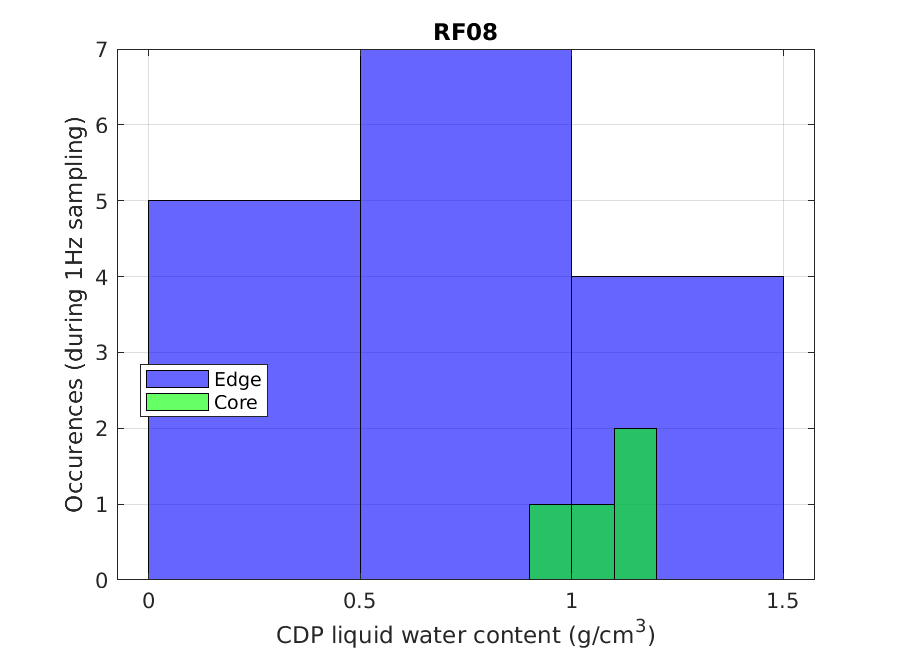 RF08
Occurences (during 1Hz sampling)
7
6
5
4
3
2
1
0
Edge
Core
0 0.5 1 1.5
CDP liquid water content (g/cm³)